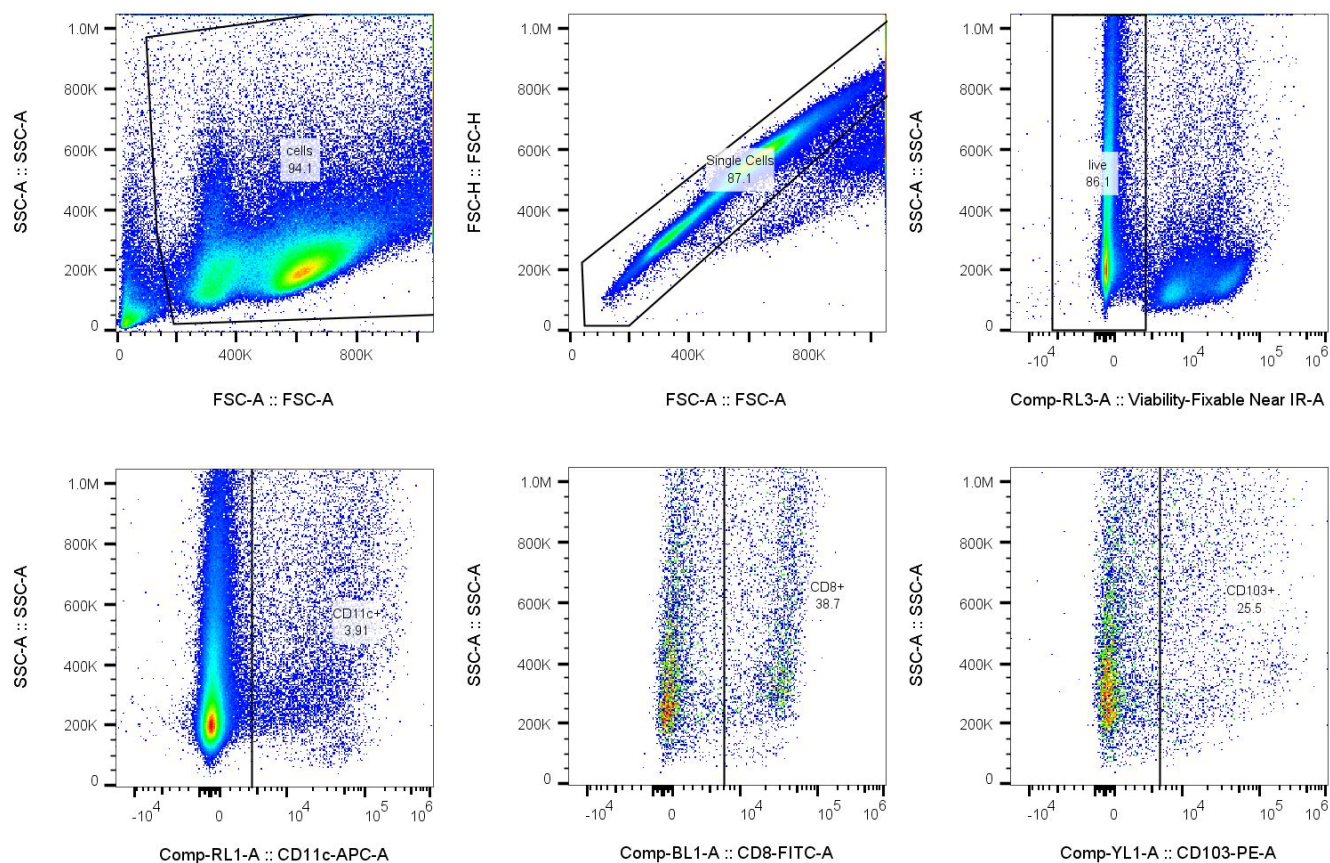 1.0M
800K
600K
400K
200K
0
SSC-A :: SSC-A
cells
94.1
0
400K
800K
FSC-A :: FSC-A
1.0M
800K
600K
400K
200K
0
FSC-H :: FSC-H
Single Cells
87.1
0
400K
800K
FSC-A :: FSC-A
1.0M
800K
600K
400K
200K
0
SSC-A :: SSC-A
live
86.1
-10^4
0
10^4
10^5
10^6
Comp-RL3-A :: Viability-Fixable Near IR-A
1.0M
800K
600K
400K
200K
0
SSC-A :: SSC-A
CD11c+
3.91
-10^4
0
10^4
10^5
10^6
Comp-RL1-A :: CD11c-APC-A
1.0M
800K
600K
400K
200K
0
SSC-A :: SSC-A
CD8+
38.7
-10^4
0
10^4
10^5
10^6
Comp-BL1-A :: CD8-FITC-A
1.0M
800K
600K
400K
200K
0
SSC-A :: SSC-A
CD103+
25.5
-10^4
0
10^4
10^5
10^6
Comp-YL1-A :: CD103-PE-A